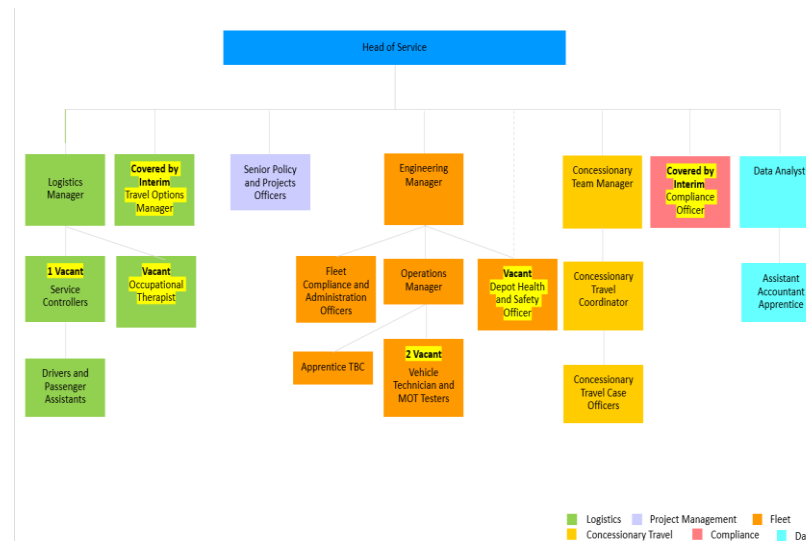 Head of Service
Logistics
Manager
Covered by
Interim
Travel Options
Manager
Senior Policy
and Projects
Officers
Engineering
Manager
Concessionary
Team Manager
Covered by
Interim
Compliance
Officer
Data Analyst
1 Vacant
Service
Controllers
Vacant
Occupational
Therapist
Fleet
Compliance and
Administration
Officers
Operations
Manager
Vacant
Depot Health
and Safety
Officer
Concessionary
Travel
Coordinator
Assistant
Accountant
Apprentice
Drivers and
Passenger
Assistants
Apprentice TBC
2 Vacant
Vehicle
Technician and
MOT Testers
Concessionary
Travel Case
Officers
Logistics Project Management Fleet
Concessionary Travel Compliance Da